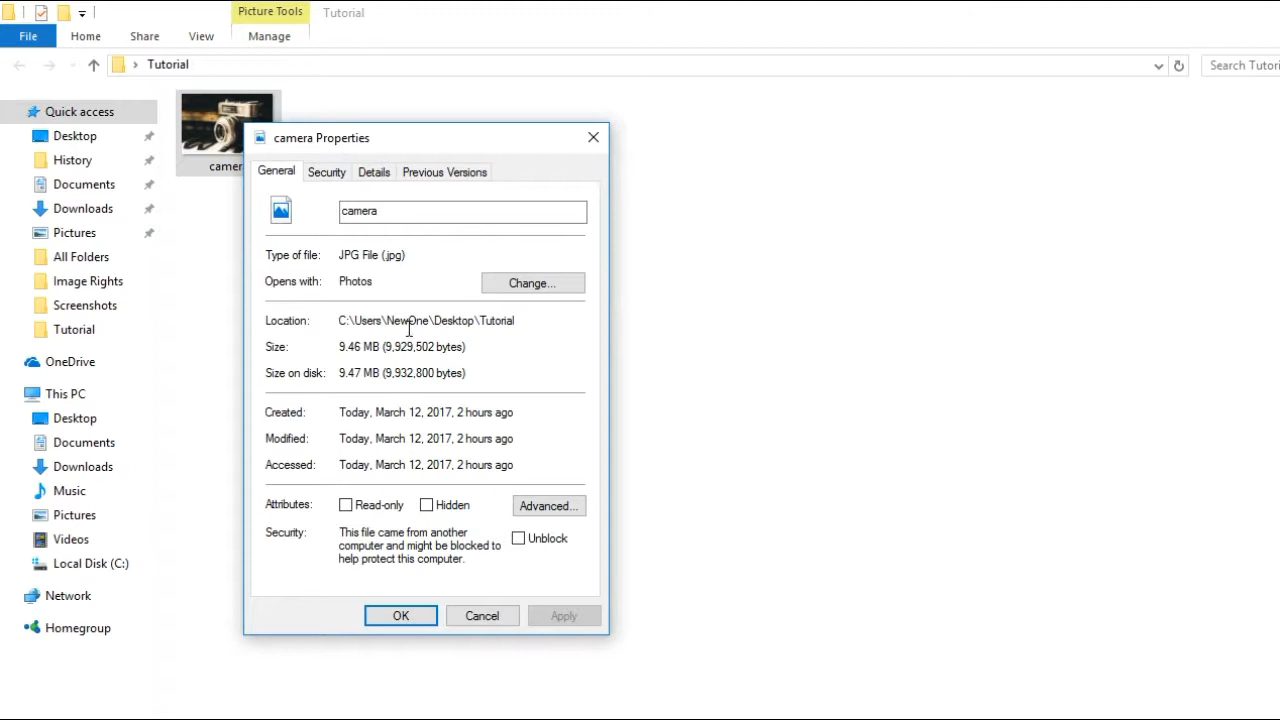 Picture Tools
Tutorial
File
Home
Share
View
Manage
Tutorial
Search Tutori
Quick access
Desktop
History
Documents
Downloads
Pictures
All Folders
Image Rights
Screenshots
Tutorial
OneDrive
This PC
Desktop
Documents
Downloads
Music
Pictures
Videos
Local Disk (C:)
Network
Homegroup
camera
camera Properties
General
Security
Details
Previous Versions
camera
Type of file: JPG File (.jpg)
Opens with: Photos
Change...
Location: C:\Users\NewOne\Desktop\Tutorial
Size: 9.46 MB (9,929,502 bytes)
Size on disk: 9.47 MB (9,932,800 bytes)
Created: Today, March 12, 2017, 2 hours ago
Modified: Today, March 12, 2017, 2 hours ago
Accessed: Today, March 12, 2017, 2 hours ago
Attributes: Read-only Hidden Advanced...
Security: This file came from another
computer and might be blocked to
help protect this computer.
Unblock
OK
Cancel
Apply